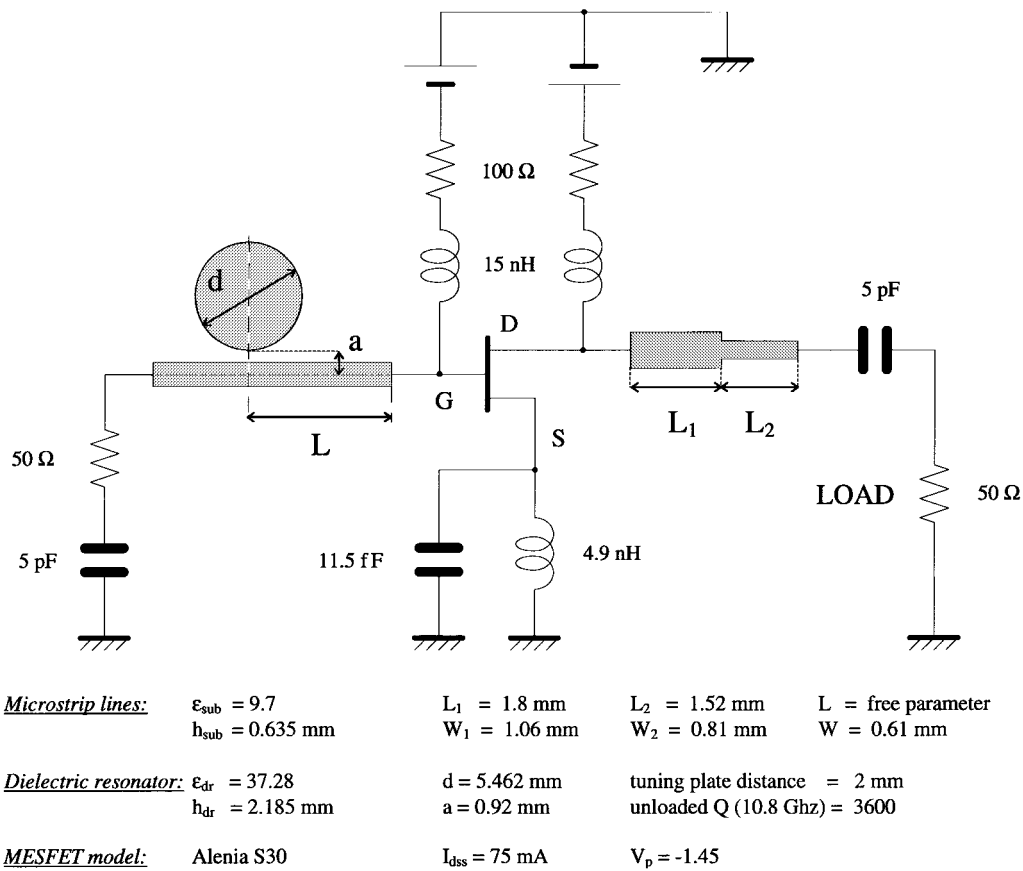 100 Ω
15 nH
5 pF
d
a
D
G
S
L
L₁
L₂
50 Ω
LOAD
50 Ω
5 pF
11.5 fF
4.9 nH
Microstrip lines: εsub = 9.7 L₁ = 1.8 mm L₂ = 1.52 mm L = free parameter
hsub = 0.635 mm W₁ = 1.06 mm W₂ = 0.81 mm W = 0.61 mm
Dielectric resonator: εdr = 37.28 d = 5.462 mm tuning plate distance = 2 mm
hdr = 2.185 mm a = 0.92 mm unloaded Q (10.8 Ghz) = 3600
MESFET model: Alenia S30 Idss = 75 mA Vp = -1.45